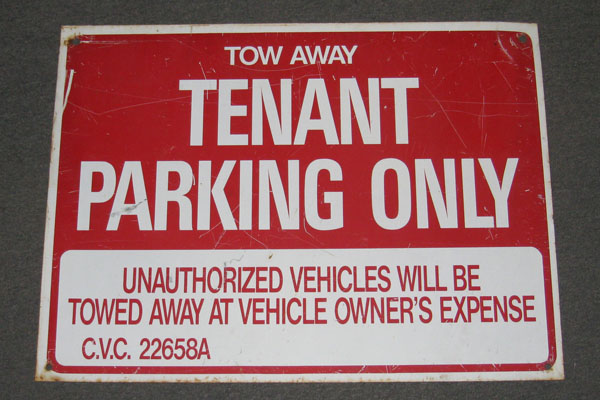 TOW AWAY
TENANT
PARKING ONLY
UNAUTHORIZED VEHICLES WILL BE
TOWED AWAY AT VEHICLE OWNER'S EXPENSE
C.V.C. 22658A